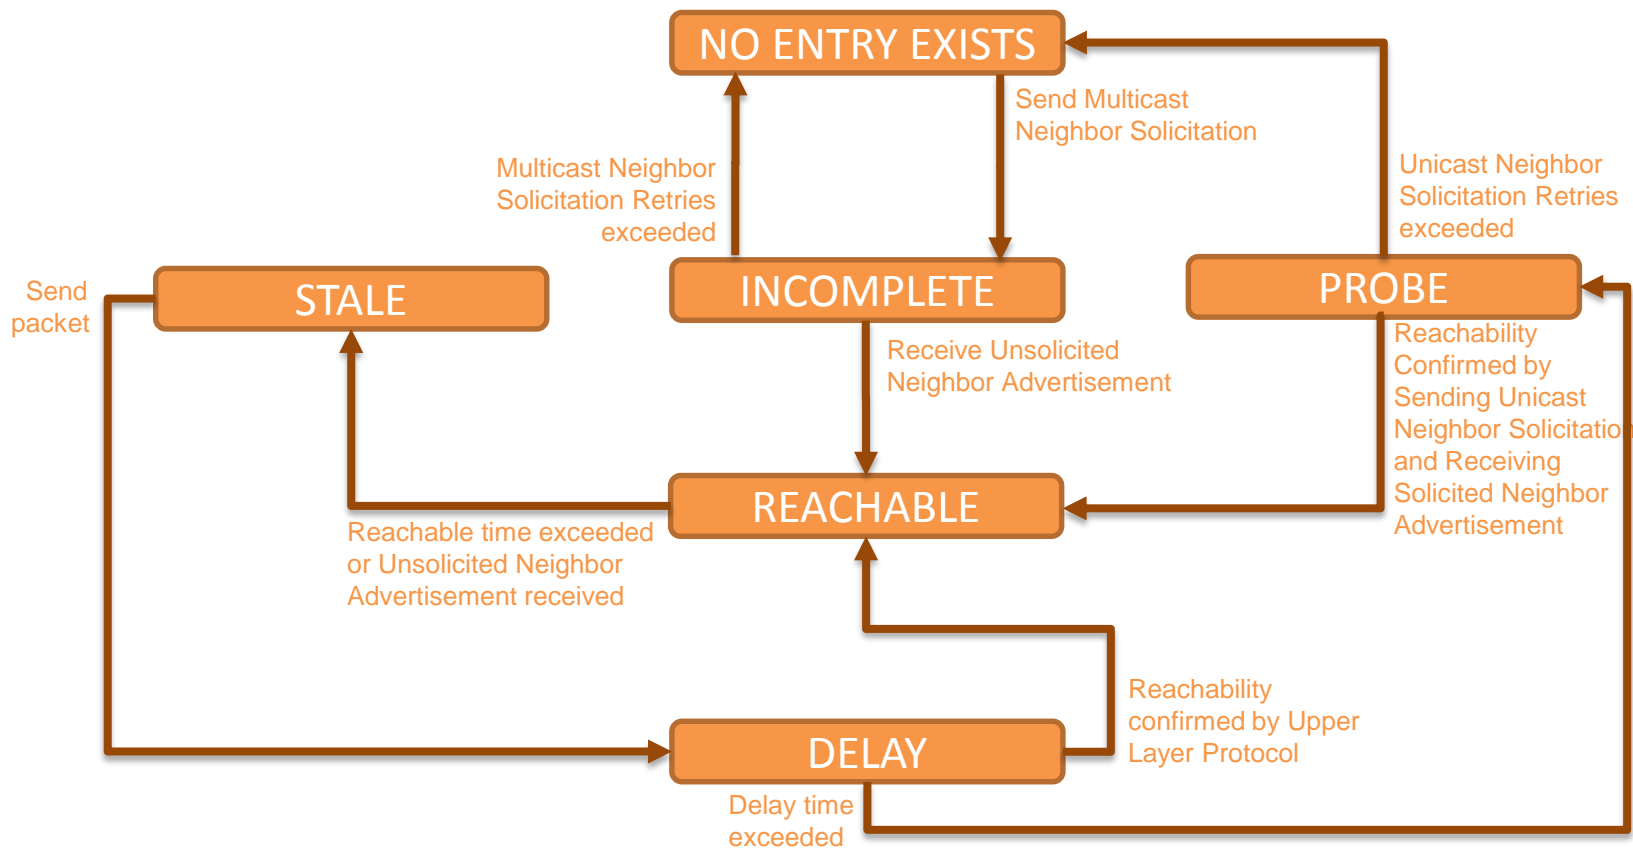 NO ENTRY EXISTS
Send Multicast
Neighbor Solicitation
Multicast Neighbor
Solicitation Retries
exceeded
Unicast Neighbor
Solicitation Retries
exceeded
Send
packet
STALE
INCOMPLETE
PROBE
Receive Unsolicited
Neighbor Advertisement
Reachability
Confirmed by
Sending Unicast
Neighbor Solicitation
and Receiving
Solicited Neighbor
Advertisement
REACHABLE
Reachable time exceeded
or Unsolicited Neighbor
Advertisement received
Reachability
confirmed by Upper
Layer Protocol
DELAY
Delay time
exceeded